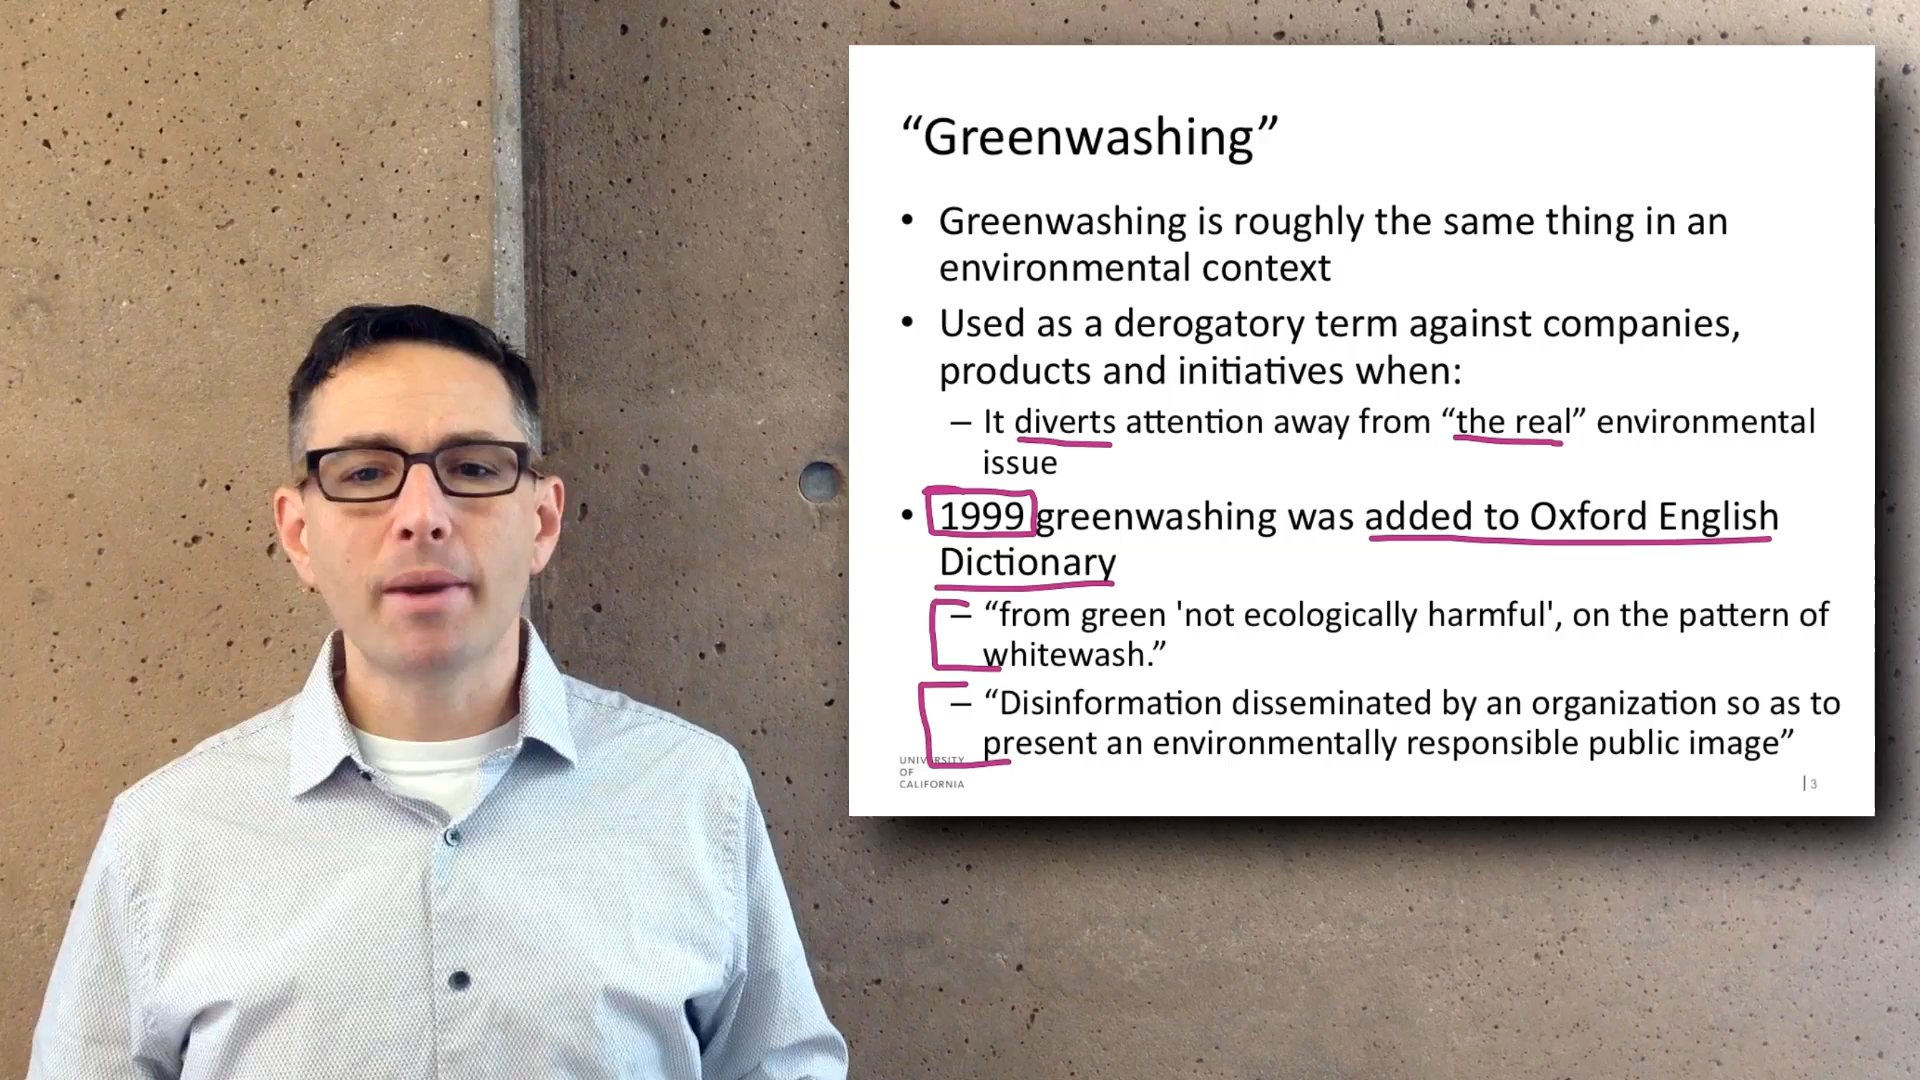 “Greenwashing”
• Greenwashing is roughly the same thing in an
environmental context
• Used as a derogatory term against companies,
products and initiatives when:
– It diverts attention away from “the real” environmental
issue
• 1999 greenwashing was added to Oxford English
Dictionary
– “from green 'not ecologically harmful', on the pattern of
whitewash.”
– “Disinformation disseminated by an organization so as to
present an environmentally responsible public image”
UNIVERSITY
OF
CALIFORNIA
| 3